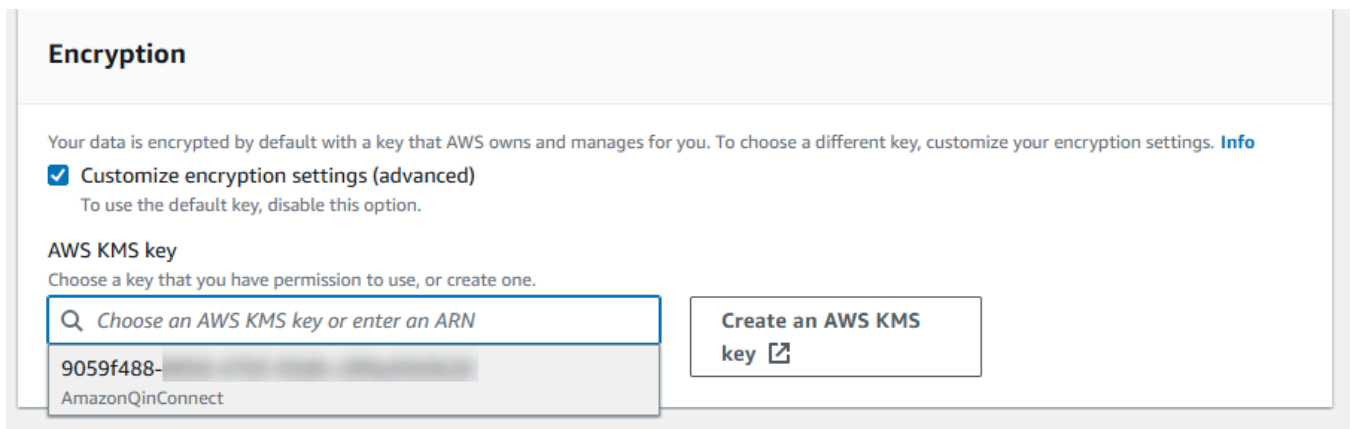 Encryption
Your data is encrypted by default with a key that AWS owns and manages for you. To choose a different key, customize your encryption settings. Info
Customize encryption settings (advanced)
To use the default key, disable this option.
AWS KMS key
Choose a key that you have permission to use, or create one.
Choose an AWS KMS key or enter an ARN
Create an AWS KMS
key
9059f488-
AmazonQinConnect